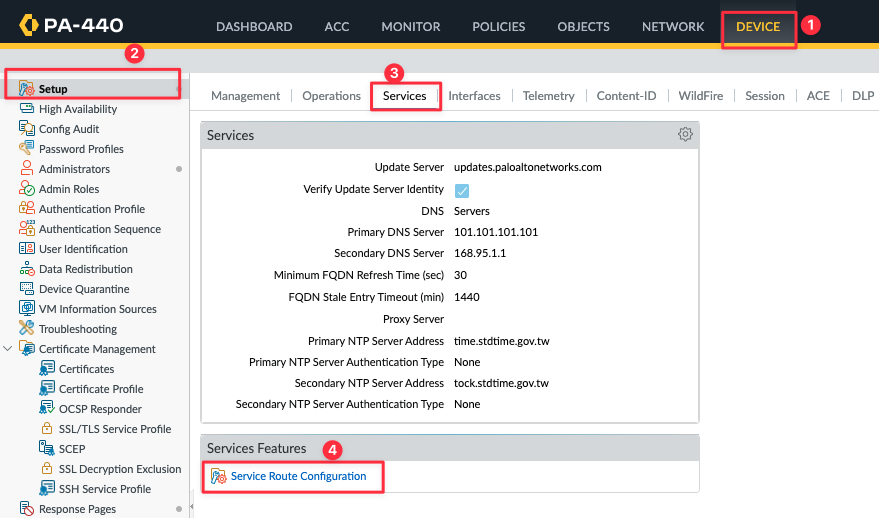 PA-440
DASHBOARD ACC MONITOR POLICIES OBJECTS NETWORK DEVICE 1
2
Setup
High Availability
Config Audit
Password Profiles
Administrators
Admin Roles
Authentication Profile
Authentication Sequence
User Identification
Data Redistribution
Device Quarantine
VM Information Sources
Troubleshooting
Certificate Management
Certificates
Certificate Profile
OCSP Responder
SSL/TLS Service Profile
SCEP
SSL Decryption Exclusion
SSH Service Profile
Response Pages
3
Management Operations Services Interfaces Telemetry Content-ID WildFire Session ACE DLP
Services
Update Server updates.paloaltonetworks.com
Verify Update Server Identity
DNS Servers
Primary DNS Server 101.101.101.101
Secondary DNS Server 168.95.1.1
Minimum FQDN Refresh Time (sec) 30
FQDN Stale Entry Timeout (min) 1440
Proxy Server
Primary NTP Server Address time.stdtime.gov.tw
Primary NTP Server Authentication Type None
Secondary NTP Server Address tock.stdtime.gov.tw
Secondary NTP Server Authentication Type None
Services Features 4
Service Route Configuration